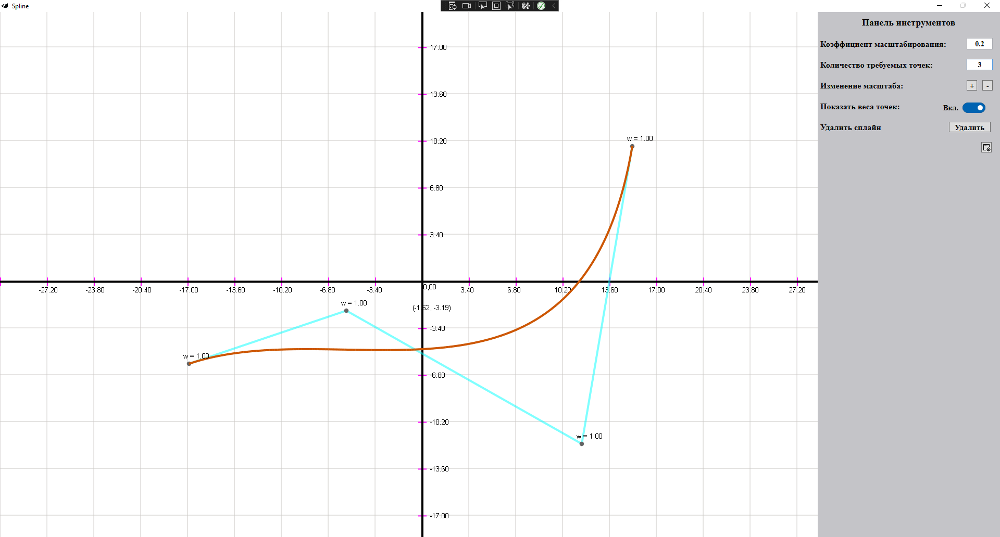 Spline
Панель инструментов
Коэффициент масштабирования: 0.2
Количество требуемых точек: 3
Изменение масштаба: + -
Показать веса точек: Вкл.
Удалить сплайн Удалить
17.00
13.60
10.20
w = 1.00
6.80
3.40
0,00
-27.20 -23.80 -20.40 -17.00 -13.60 -10.20 -6.80 -3.40 3.40 6.80 10.20 13.60 17.00 20.40 23.80 27.20
w = 1.00
(-1.62, -3.19)
-3.40
w = 1.00
-6.80
-10.20
w = 1.00
-13.60
-17.00